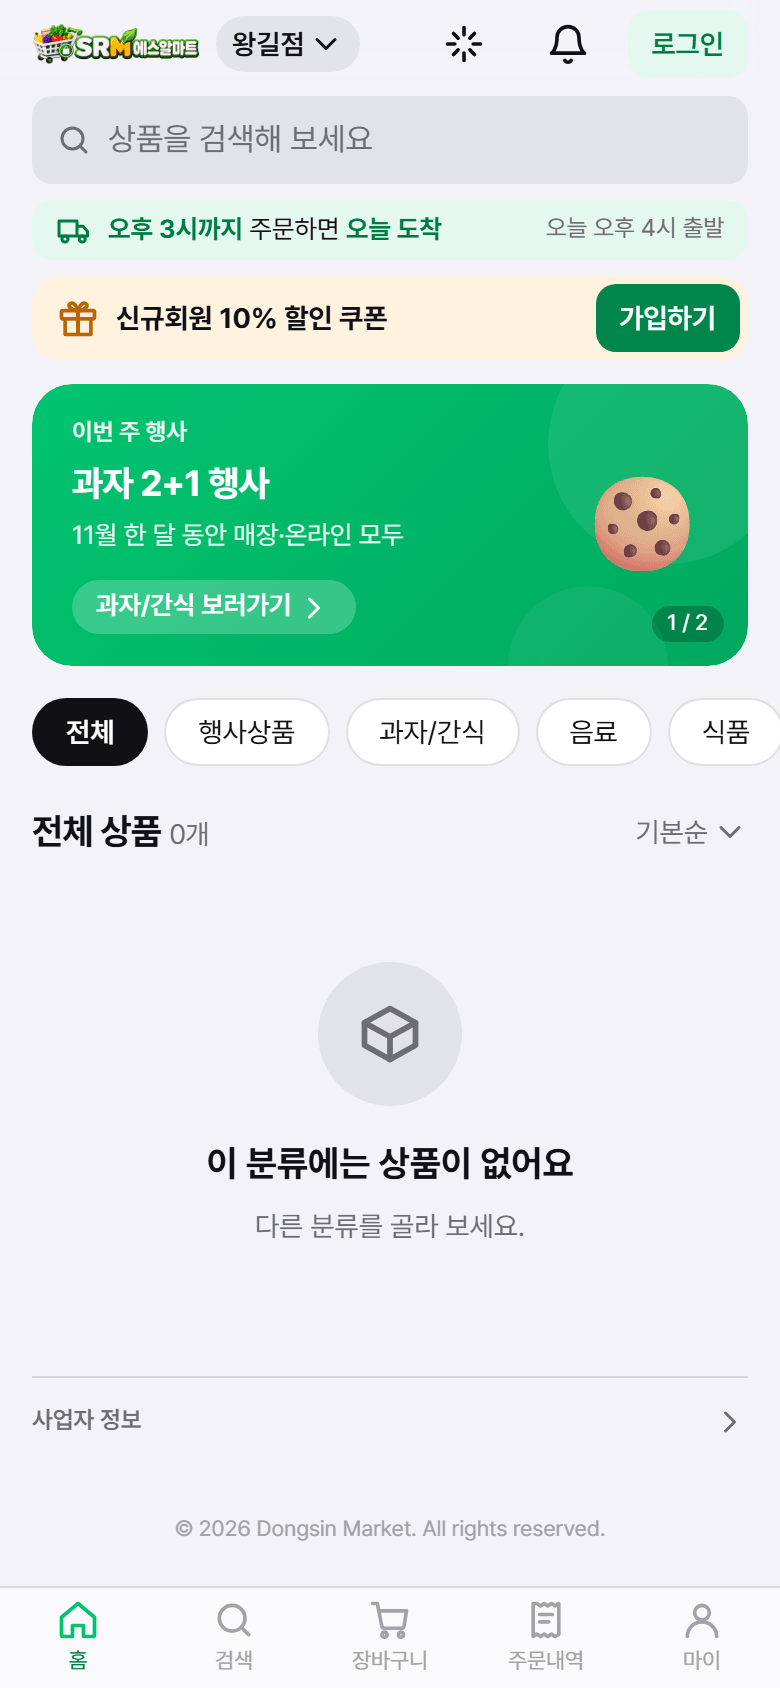 SRM에스알마트
왕길점
로그인
상품을 검색해 보세요
오후 3시까지 주문하면 오늘 도착
오늘 오후 4시 출발
신규회원 10% 할인 쿠폰
가입하기
이번 주 행사
과자 2+1 행사
11월 한 달 동안 매장·온라인 모두
과자/간식 보러가기
1 / 2
전체
행사상품
과자/간식
음료
식품
전체 상품 0개
기본순
이 분류에는 상품이 없어요
다른 분류를 골라 보세요.
사업자 정보
© 2026 Dongsin Market. All rights reserved.
홈
검색
장바구니
주문내역
마이